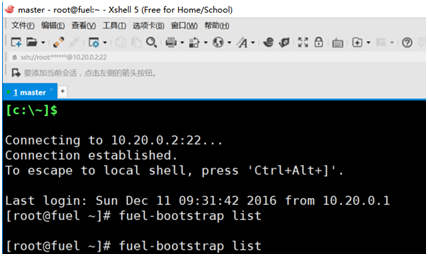 master - root@fuel:~ - Xshell 5 (Free for Home/School)
文件(F) 编辑(E) 查看(V) 工具(T) 选项卡(B) 窗口(W) 帮助(H)
ssh://root:******@10.20.0.2:22
要添加当前会话，点击左侧的箭头按钮。
1 master × +
[c:\~]$
Connecting to 10.20.0.2:22...
Connection established.
To escape to local shell, press 'Ctrl+Alt+]'.
Last login: Sun Dec 11 09:31:42 2016 from 10.20.0.1
[root@fuel ~]# fuel-bootstrap list
[root@fuel ~]# fuel-bootstrap list